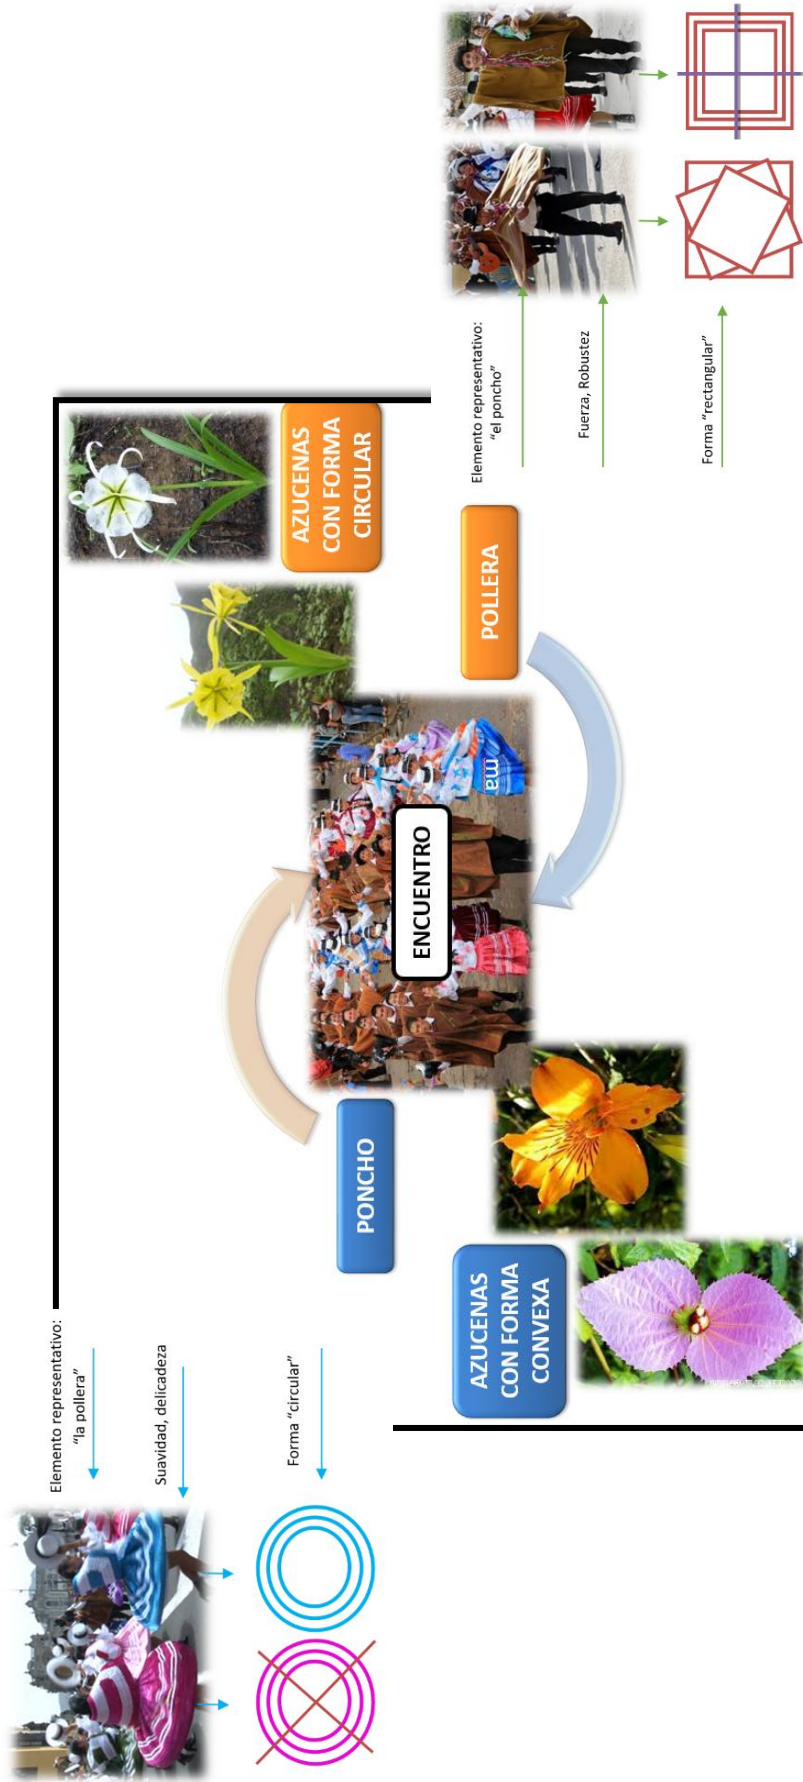 Elemento representativo:
“la pollera”
Suavidad, delicadeza
Forma “circular”
AZUCENAS
CON FORMA
CIRCULAR
PONCHO
ENCUENTRO
ma
POLLERA
AZUCENAS
CON FORMA
CONVEXA
Elemento representativo:
“el poncho”
Fuerza, Robustez
Forma “rectangular”